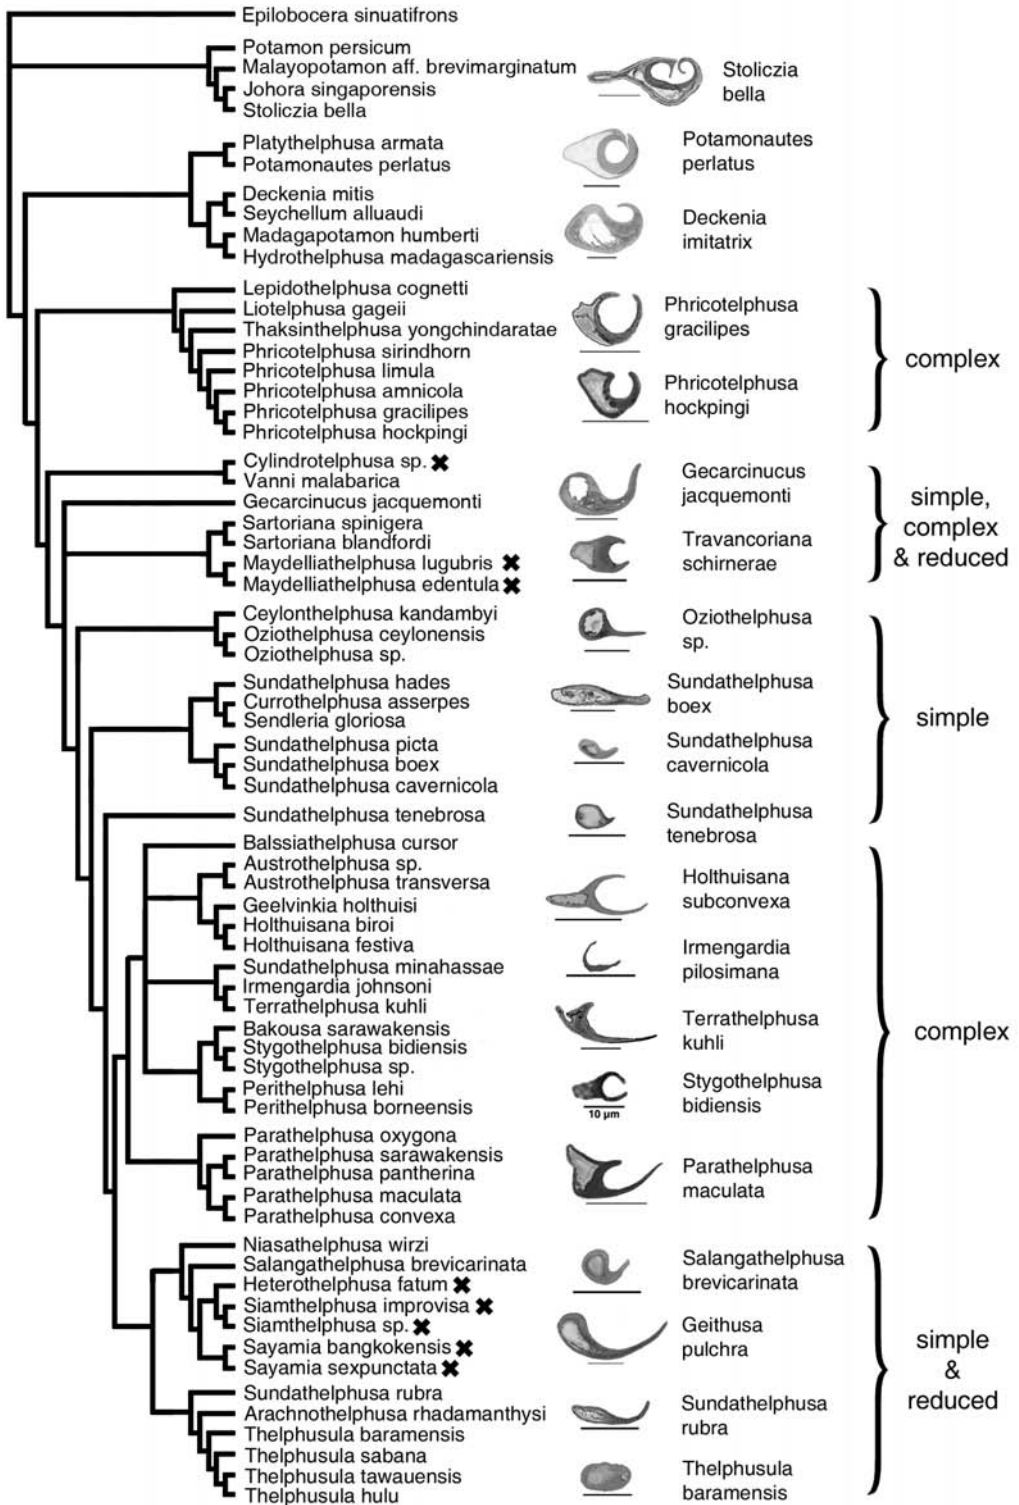 Epilobocera sinuatifrons
Potamon persicum
Malayopotamon aff. brevimarginatum
Johora singaporensis
Stoliczia bella
Stoliczia
bella
Platythelphusa armata
Potamonautes perlatus
Potamonautes
perlatus
Deckenia mitis
Seychellum alluaudi
Madagapotamon humberti
Hydrothelphusa madagascariensis
Deckenia
imitatrix
Lepidothelphusa cognetti
Liotelphusa gageii
Thaksinthelphusa yongchindaratae
Phricotelphusa sirindhorn
Phricotelphusa limula
Phricotelphusa amnicola
Phricotelphusa gracilipes
Phricotelphusa hockpingi
Phricotelphusa
gracilipes
Phricotelphusa
hockpingi
complex
Cylindrotelphusa sp.
Vanni malabarica
Gecarcinucus jacquemonti
Sartoriana spinigera
Sartoriana blandfordi
Maydelliathelphusa lugubris
Maydelliathelphusa edentula
Gecarcinucus
jacquemonti
Travancoriana
schirnerae
simple,
complex
& reduced
Ceylonthelphusa kandambyi
Oziothelphusa ceylonensis
Oziothelphusa sp.
Oziothelphusa
sp.
Sundathelphusa hades
Currothelphusa asserpes
Sendleria gloriosa
Sundathelphusa picta
Sundathelphusa boex
Sundathelphusa cavernicola
Sundathelphusa
boex
Sundathelphusa
cavernicola
Sundathelphusa tenebrosa
Sundathelphusa
tenebrosa
simple
Balssiathelphusa cursor
Austrothelphusa sp.
Austrothelphusa transversa
Geelvinkia holthuisi
Holthuisana biroi
Holthuisana festiva
Holthuisana
subconvexa
Sundathelphusa minahassae
Irmengardia johnsoni
Terrathelphusa kuhli
Irmengardia
pilosimana
Terrathelphusa
kuhli
Bakousa sarawakensis
Stygothelphusa bidiensis
Stygothelphusa sp.
Perithelphusa lehi
Perithelphusa borneensis
Stygothelphusa
bidiensis
10 µm
Parathelphusa oxygona
Parathelphusa sarawakensis
Parathelphusa pantherina
Parathelphusa maculata
Parathelphusa convexa
Parathelphusa
maculata
complex
Niasathelphusa wirzi
Salangathelphusa brevicarinata
Heterothelphusa fatum
Siamthelphusa improvisa
Siamthelphusa sp.
Sayamia bangkokensis
Sayamia sexpunctata
Salangathelphusa
brevicarinata
Geithusa
pulchra
Sundathelphusa rubra
Arachnothelphusa rhadamanthysi
Thelphusula baramensis
Thelphusula sabana
Thelphusula tawauensis
Thelphusula hulu
Sundathelphusa
rubra
Thelphusula
baramensis
simple
&
reduced